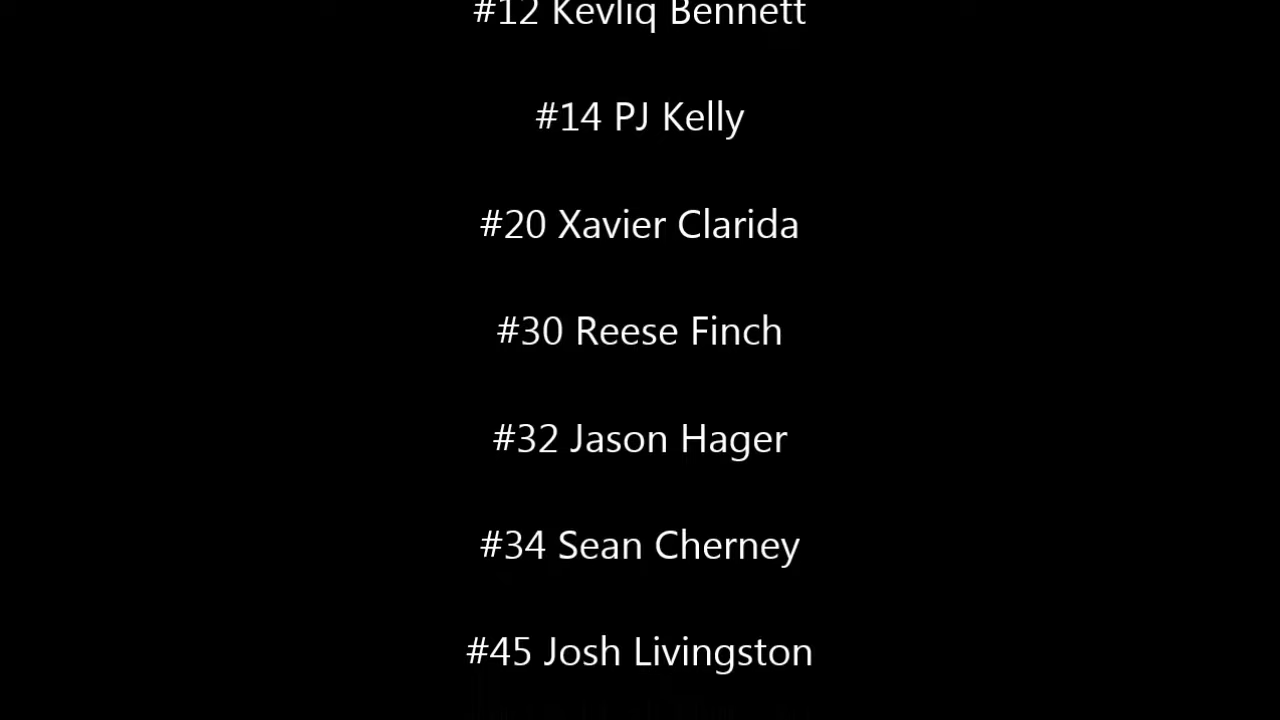 #12 Kevliq Bennett
#14 PJ Kelly
#20 Xavier Clarida
#30 Reese Finch
#32 Jason Hager
#34 Sean Cherney
#45 Josh Livingston